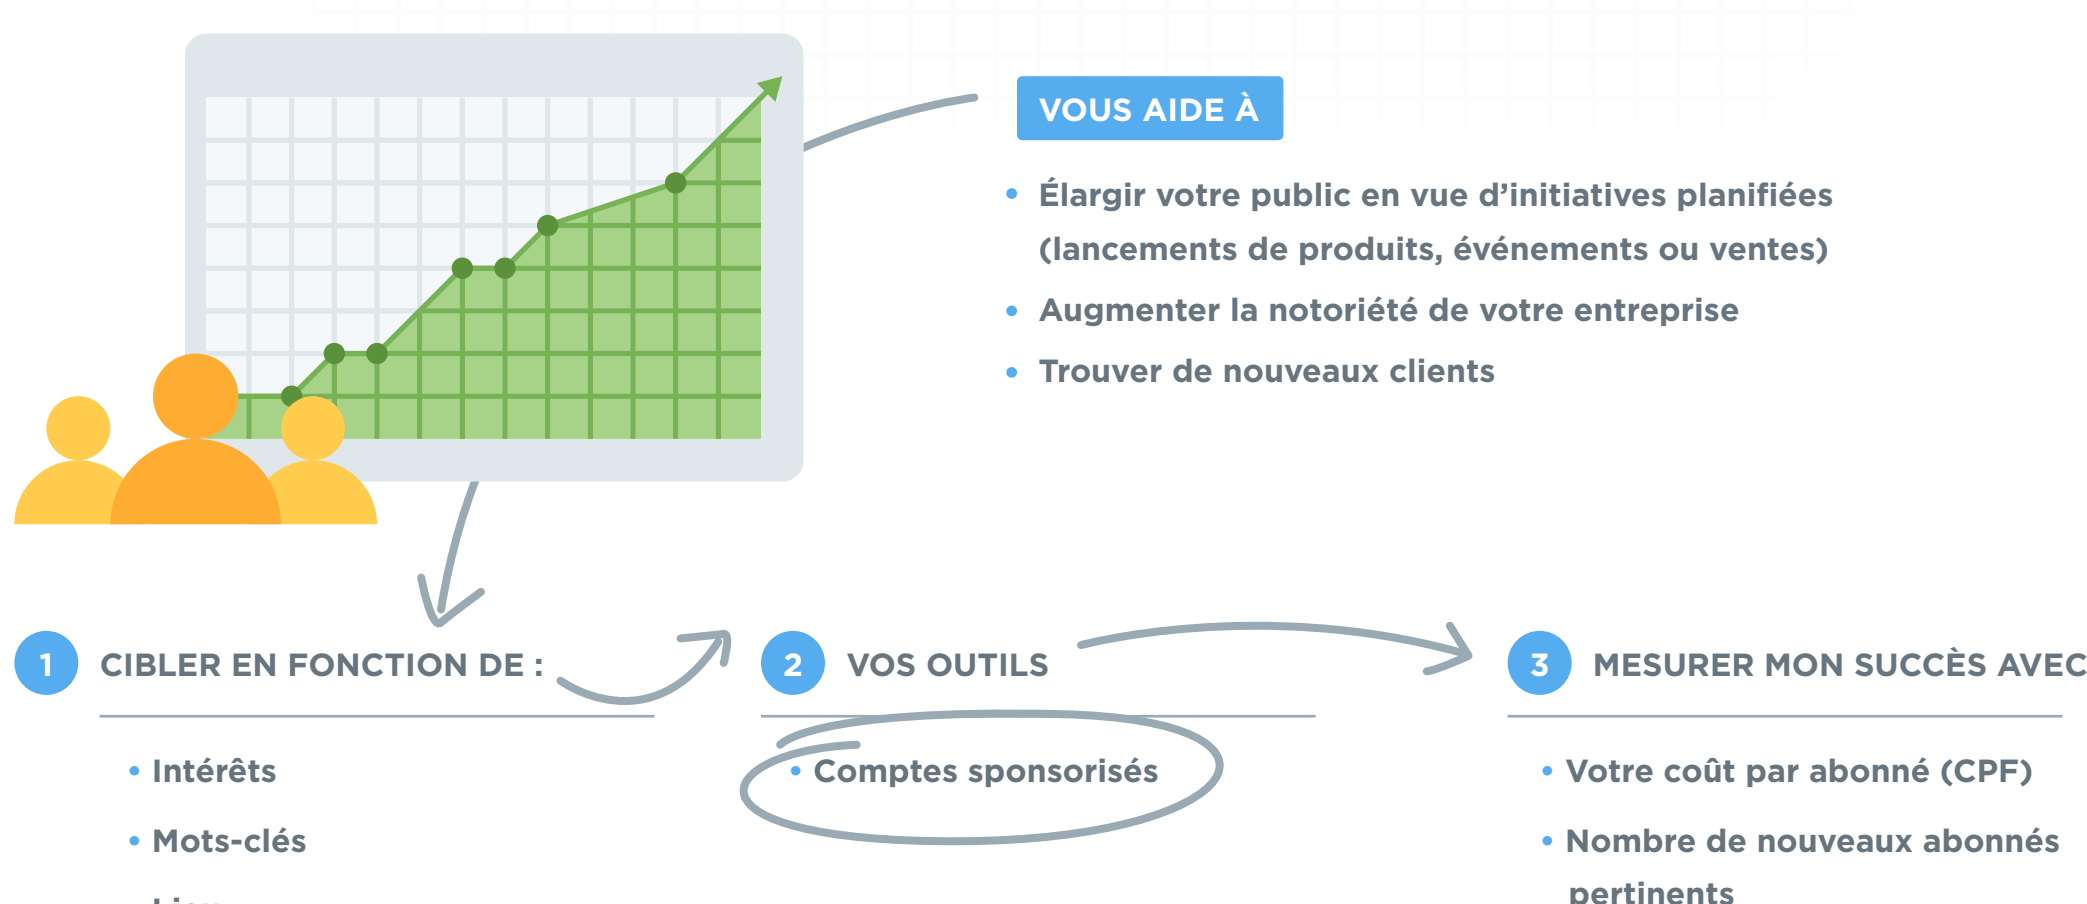 VOUS AIDE À
• Élargir votre public en vue d’initiatives planifiées
(lancements de produits, événements ou ventes)
• Augmenter la notoriété de votre entreprise
• Trouver de nouveaux clients
1 CIBLER EN FONCTION DE :
• Intérêts
• Mots-clés
2 VOS OUTILS
• Comptes sponsorisés
3 MESURER MON SUCCÈS AVEC
• Votre coût par abonné (CPF)
• Nombre de nouveaux abonnés
pertinents